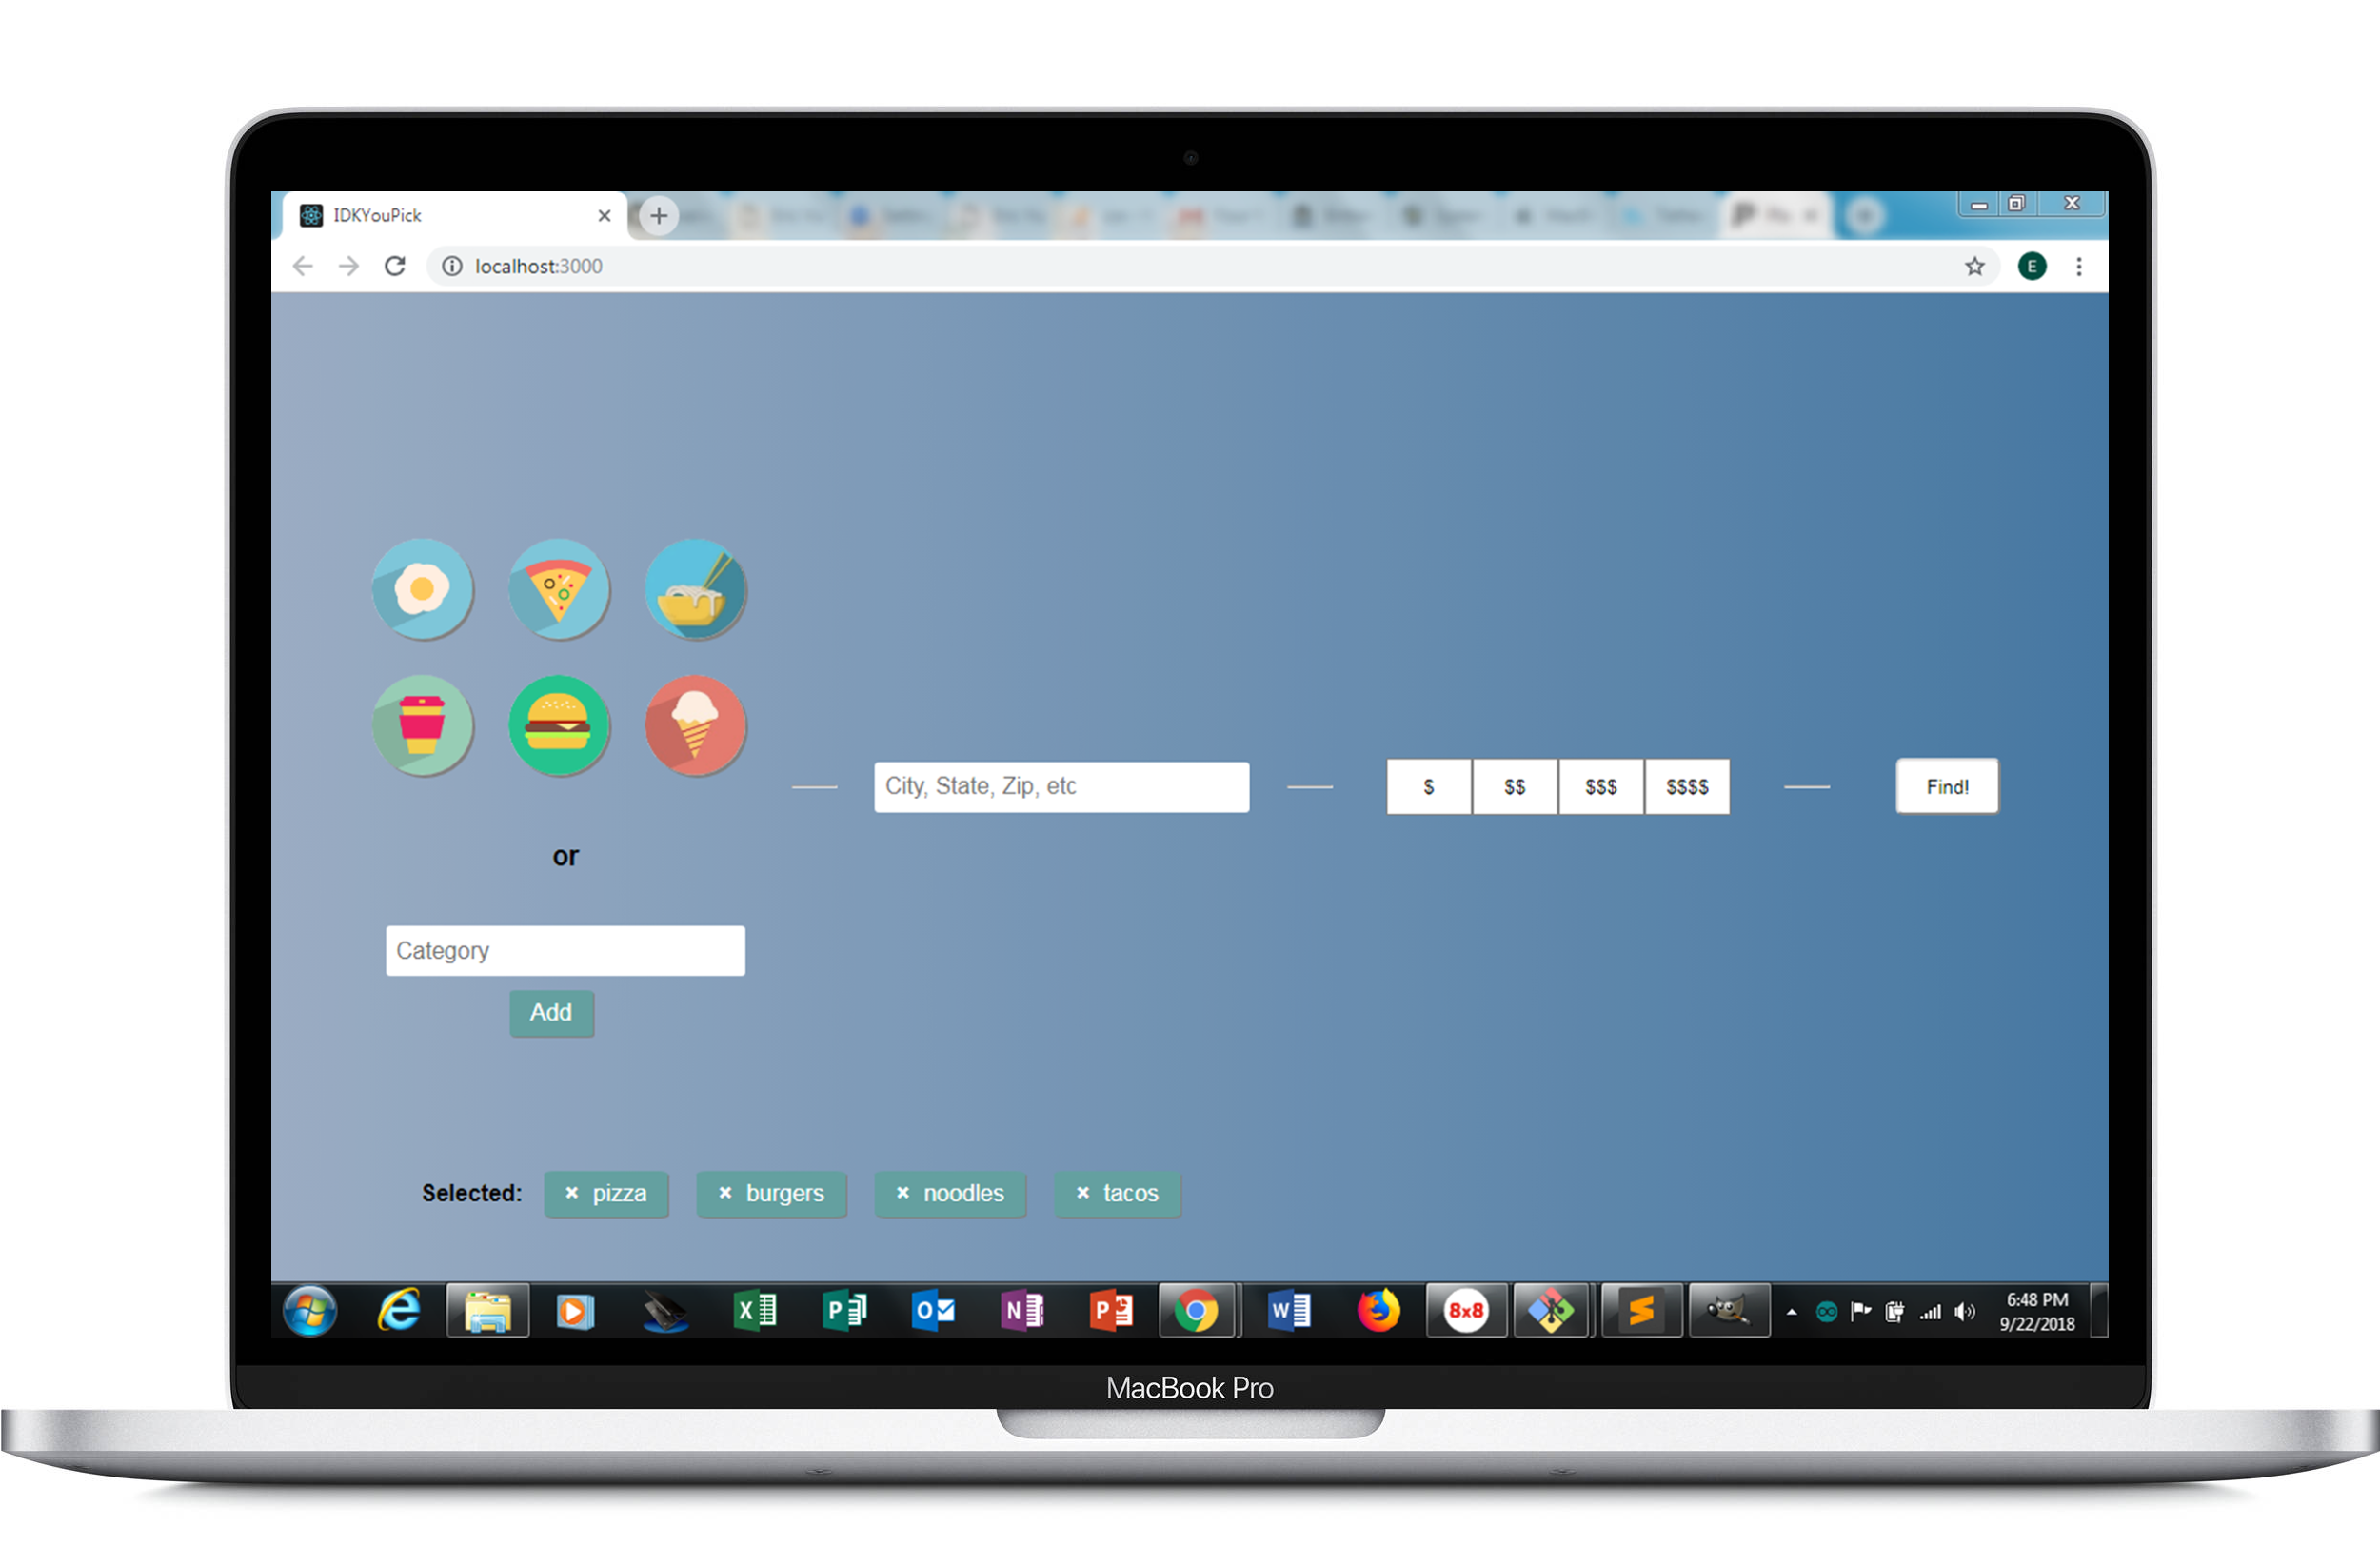 IDKYouPick
localhost:3000
E
City, State, Zip, etc
$
$$
$$$
$$$$
Find!
or
Category
Add
Selected:
× pizza
× burgers
× noodles
× tacos
8x8
6:48 PM
9/22/2018
MacBook Pro